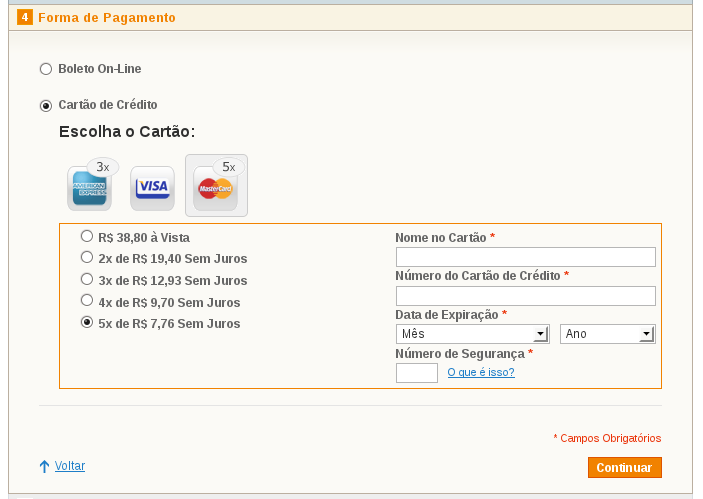 4 Forma de Pagamento
Boleto On-Line
Cartão de Crédito
Escolha o Cartão:
3x
5x
AMERICAN
EXPRESS
VISA
MasterCard
R$ 38,80 à Vista
2x de R$ 19,40 Sem Juros
3x de R$ 12,93 Sem Juros
4x de R$ 9,70 Sem Juros
5x de R$ 7,76 Sem Juros
Nome no Cartão *
Número do Cartão de Crédito *
Data de Expiração *
Mês
Ano
Número de Segurança *
O que é isso?
* Campos Obrigatórios
Voltar
Continuar